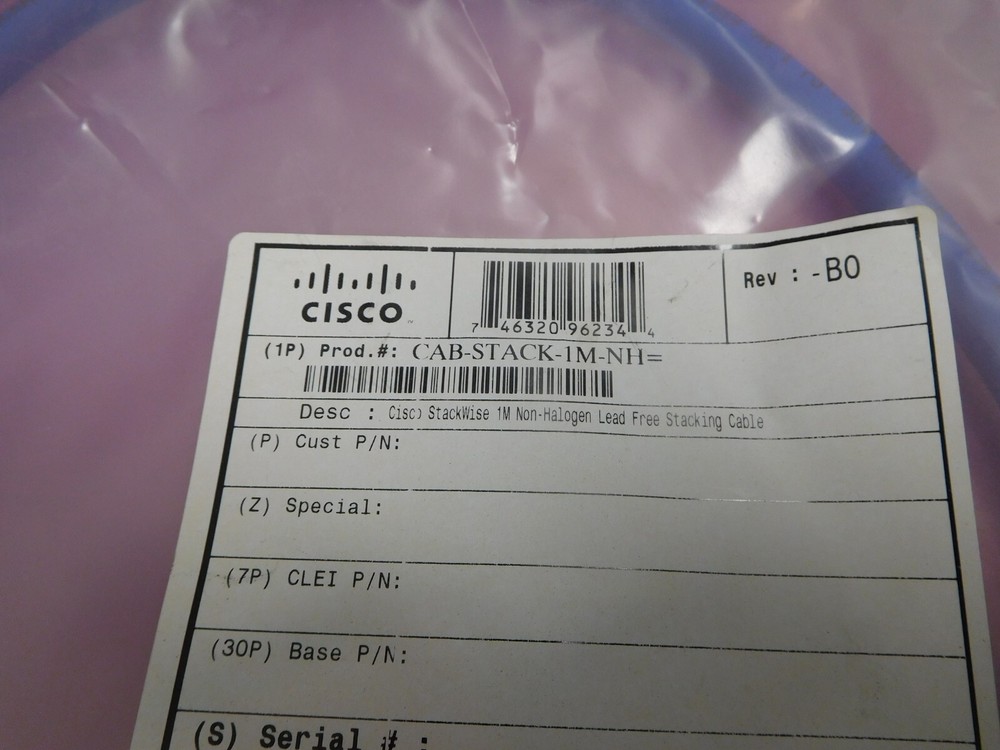 CISCO™
7 46320 96234 4
Rev : -B0
(1P) Prod.#: CAB-STACK-1M-NH=
Desc : Cisco StackWise 1M Non-Halogen Lead Free Stacking Cable
(P) Cust P/N:
(Z) Special:
(7P) CLEI P/N:
(30P) Base P/N:
(S) Serial # :